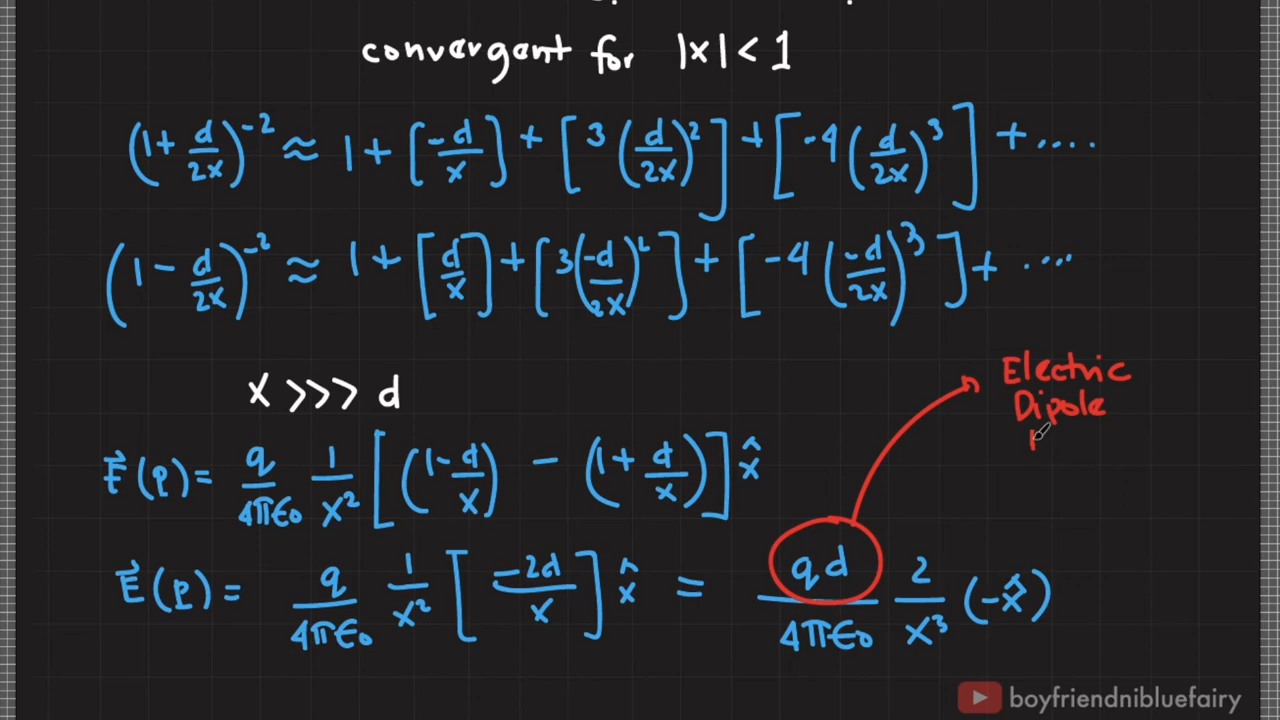 convergent for |x| < 1
(1 + d/2x)^-2 ≈ 1 + [-d/x] + [3(d/2x)^2] + [-4(d/2x)^3] + ....
(1 - d/2x)^-2 ≈ 1 + [d/x] + [3(-d/2x)^2] + [-4(-d/2x)^3] + ....
x >>> d
Electric
Dipole
E⃗(p) = q/4πϵ₀ 1/x² [(1 - d/x) - (1 + d/x)] x̂
E⃗(p) = q/4πϵ₀ 1/x² [-2d/x] x̂ = qd/4πϵ₀ 2/x³ (-x̂)
boyfriendnibluefairy